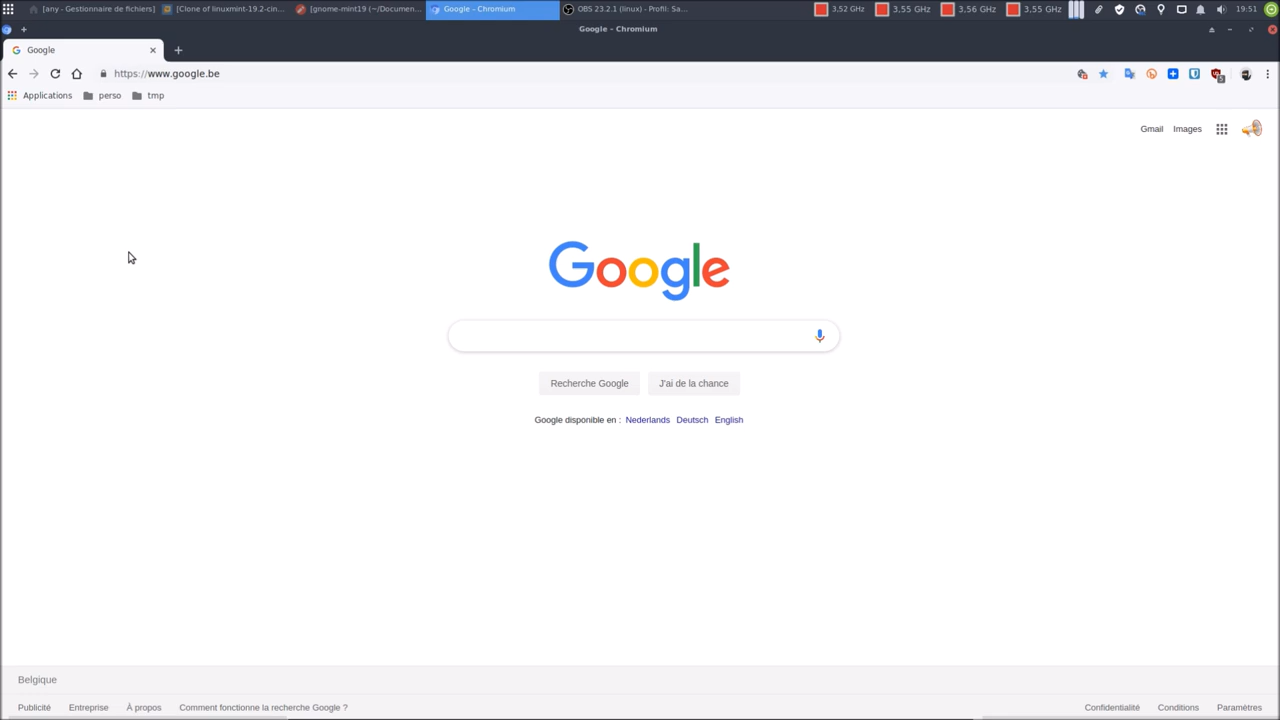 [any - Gestionnaire de fichiers] [Clone of linuxmint-19.2-cin... [gnome-mint19 (~/Documen... Google - Chromium OBS 23.2.1 (linux) - Profil: Sa... 3,52 GHz 3,55 GHz 3,56 GHz 3,55 GHz 19:51
Google - Chromium
Google
https://www.google.be
Applications perso tmp
Gmail Images
Google
Recherche Google J'ai de la chance
Google disponible en : Nederlands Deutsch English
Belgique
Publicité Entreprise À propos Comment fonctionne la recherche Google ? Confidentialité Conditions Paramètres